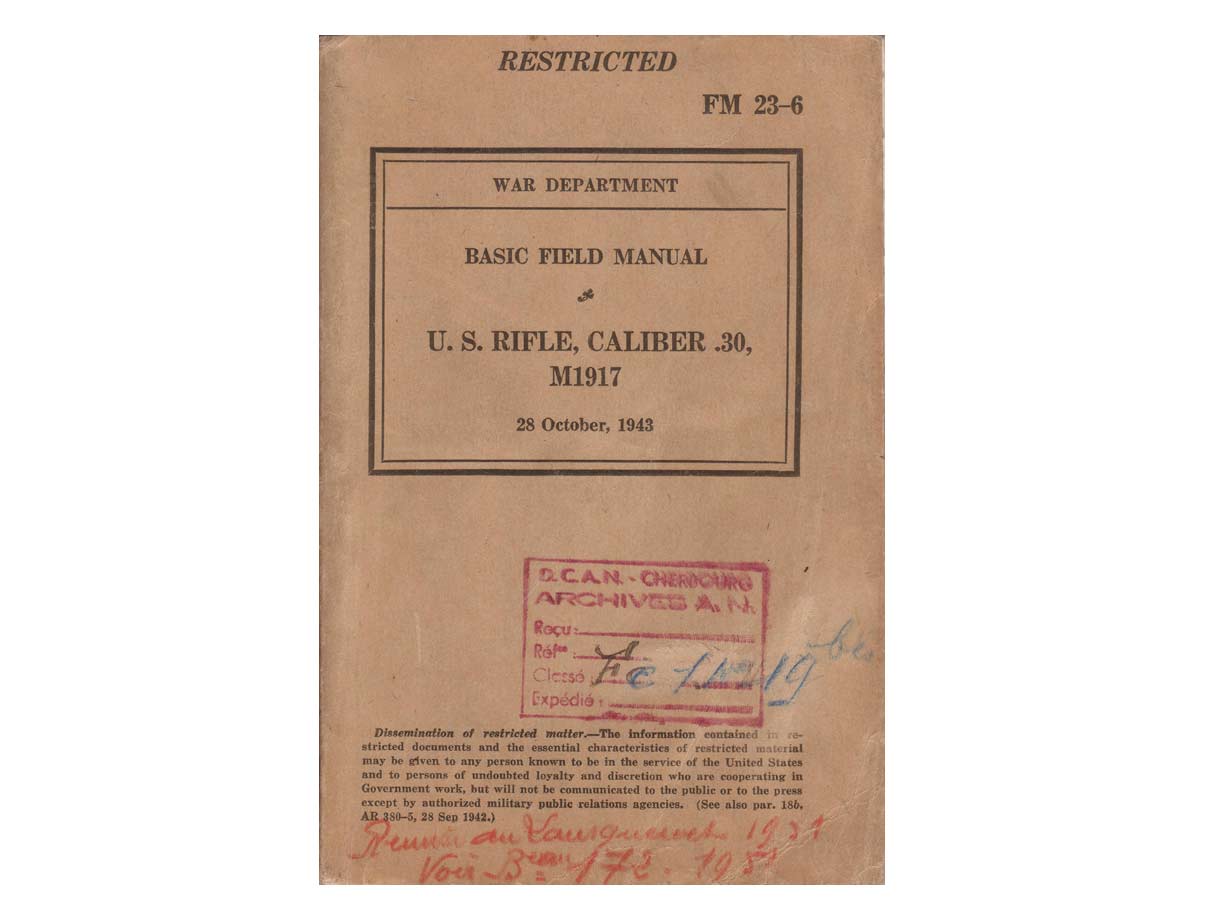 RESTRICTED
FM 23–6
WAR DEPARTMENT
BASIC FIELD MANUAL
U. S. RIFLE, CALIBER .30,
M1917
28 October, 1943
D.C.A.N. - CHERBOURG
ARCHIVES A. N.
Reçu:
Réfce :
Classé :
Expédié :
Dissemination of restricted matter.—The information contained in re-
stricted documents and the essential characteristics of restricted material
may be given to any person known to be in the service of the United States
and to persons of undoubted loyalty and discretion who are cooperating in
Government work, but will not be communicated to the public or to the press
except by authorized military public relations agencies. (See also par. 18b,
AR 380–5, 28 Sep 1942.)
Voir Beau 172.